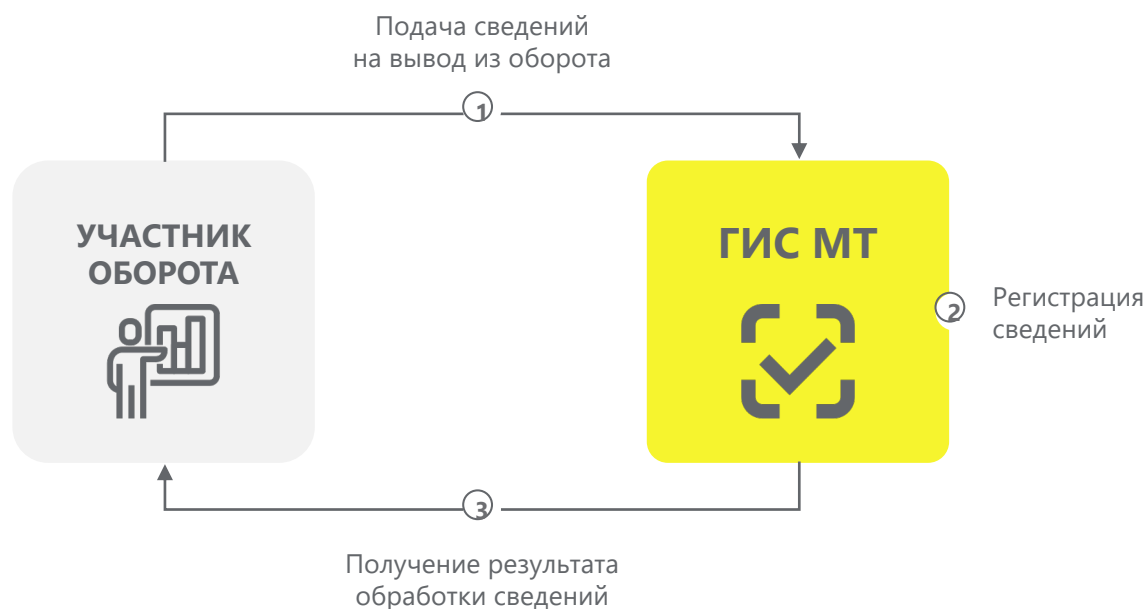 Подача сведений
на вывод из оборота
1
УЧАСТНИК
ОБОРОТА
ГИС МТ
2
Регистрация
сведений
3
Получение результата
обработки сведений